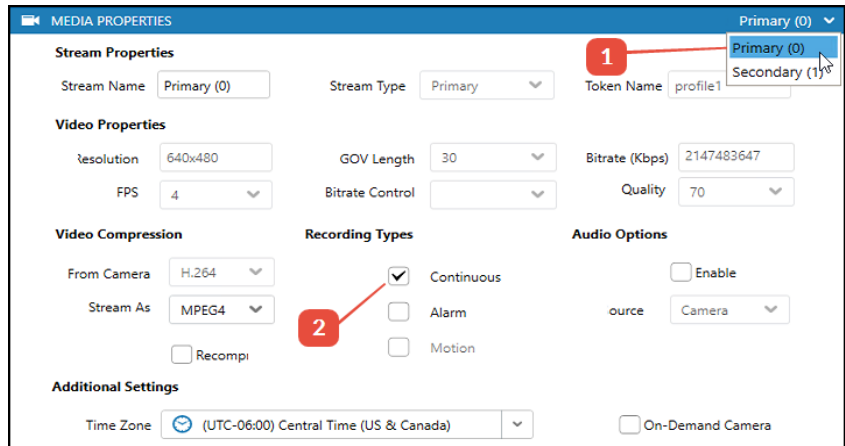 MEDIA PROPERTIES Primary (0)
Primary (0)
Secondary (1)
1
Stream Properties
Stream Name Primary (0) Stream Type Primary Token Name profile1
Video Properties
Resolution 640x480 GOV Length 30 Bitrate (Kbps) 2147483647
FPS 4 Bitrate Control Quality 70
Video Compression Recording Types Audio Options
From Camera H.264 Continuous Enable
Stream As MPEG4 Alarm ource Camera
2
Recompr Motion
Additional Settings
Time Zone (UTC-06:00) Central Time (US & Canada) On-Demand Camera